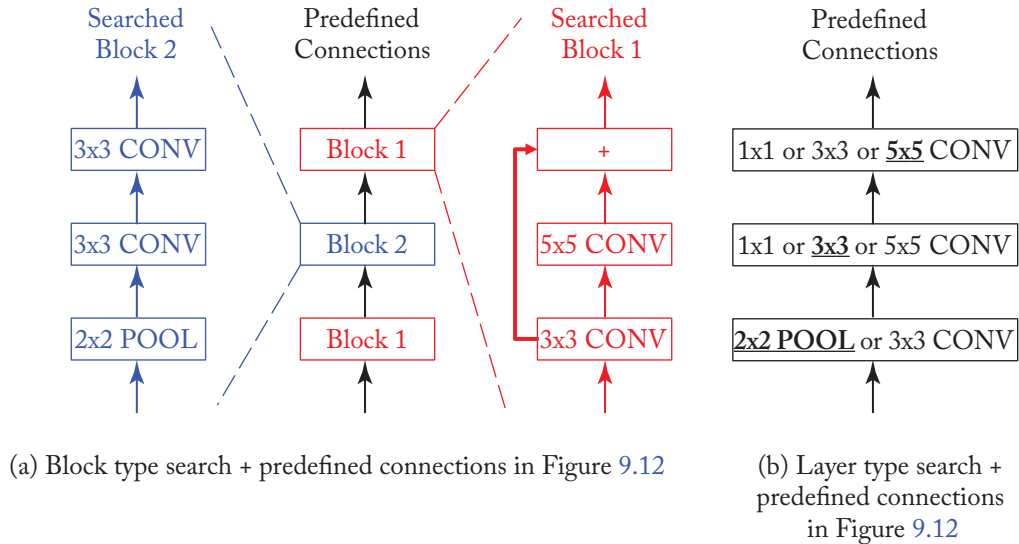 Searched
Block 2
3x3 CONV
3x3 CONV
2x2 POOL
Predefined
Connections
Block 1
Block 2
Block 1
Searched
Block 1
+
5x5 CONV
3x3 CONV
Predefined
Connections
1x1 or 3x3 or 5x5 CONV
1x1 or 3x3 or 5x5 CONV
2x2 POOL or 3x3 CONV
(a) Block type search + predefined connections in Figure 9.12
(b) Layer type search +
predefined connections
in Figure 9.12